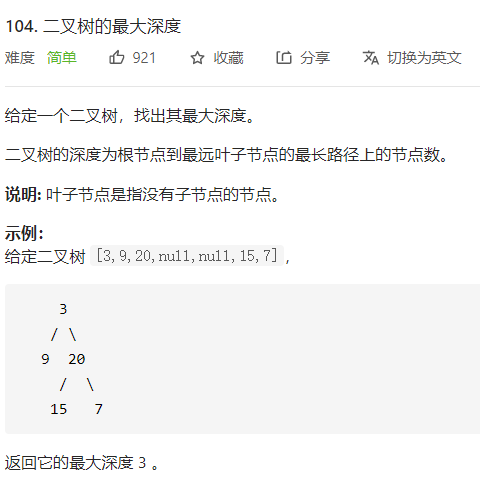 104. 二叉树的最大深度
难度 简单 921 收藏 分享 切换为英文
给定一个二叉树，找出其最大深度。
二叉树的深度为根节点到最远叶子节点的最长路径上的节点数。
说明: 叶子节点是指没有子节点的节点。
示例：
给定二叉树 [3,9,20,null,null,15,7]，
3
/ \
9 20
/ \
15 7
返回它的最大深度 3 。